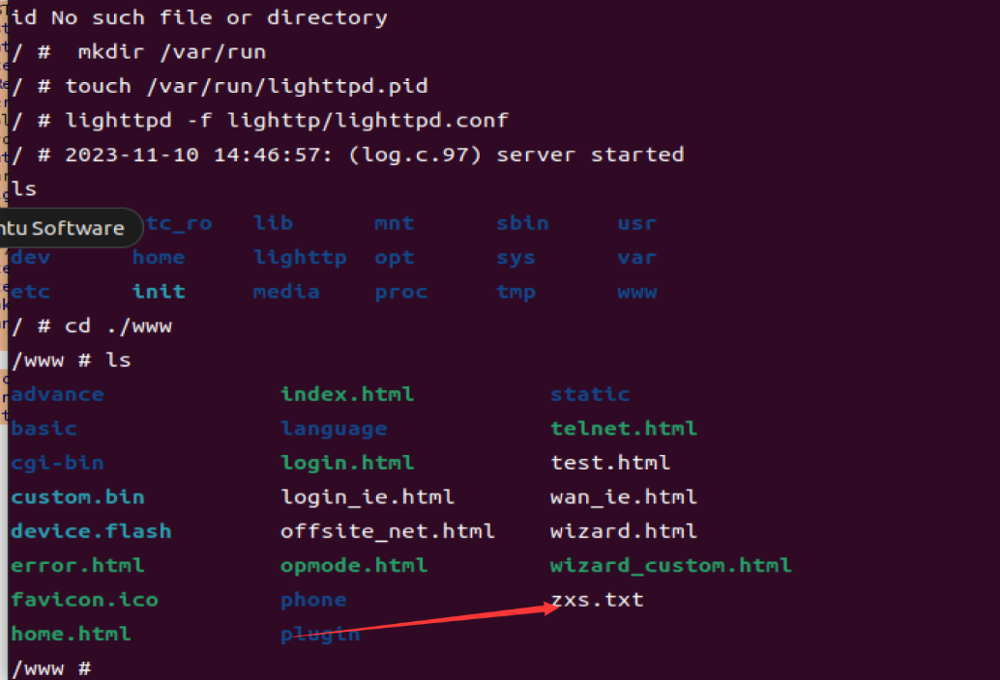 id No such file or directory
/ #  mkdir /var/run
/ # touch /var/run/lighttpd.pid
/ # lighttpd -f lighttp/lighttpd.conf
/ # 2023-11-10 14:46:57: (log.c.97) server started
ls
ntu Software tc_ro lib mnt sbin usr
dev home lighttp opt sys var
etc init media proc tmp www
/ # cd ./www
/www # ls
advance index.html static
basic language telnet.html
cgi-bin login.html test.html
custom.bin login_ie.html wan_ie.html
device.flash offsite_net.html wizard.html
error.html opmode.html wizard_custom.html
favicon.ico phone zxs.txt
home.html plugin
/www #